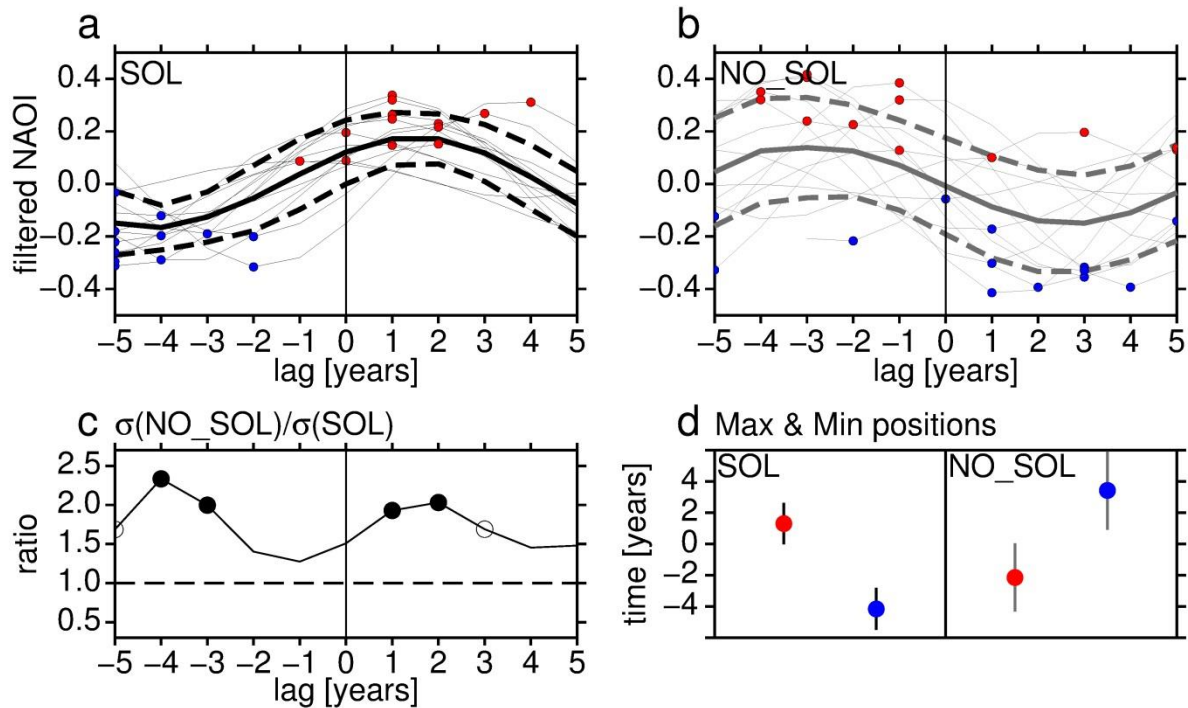 a
b
SOL
NO_SOL
filtered NAOI
0.4
0.2
0.0
−0.2
−0.4
0.4
0.2
0.0
−0.2
−0.4
−5 −4 −3 −2 −1 0 1 2 3 4 5
−5 −4 −3 −2 −1 0 1 2 3 4 5
lag [years]
lag [years]
c σ(NO_SOL)/σ(SOL)
d Max & Min positions
ratio
2.5
2.0
1.5
1.0
0.5
−5 −4 −3 −2 −1 0 1 2 3 4 5
lag [years]
time [years]
SOL
NO_SOL
4
2
0
−2
−4